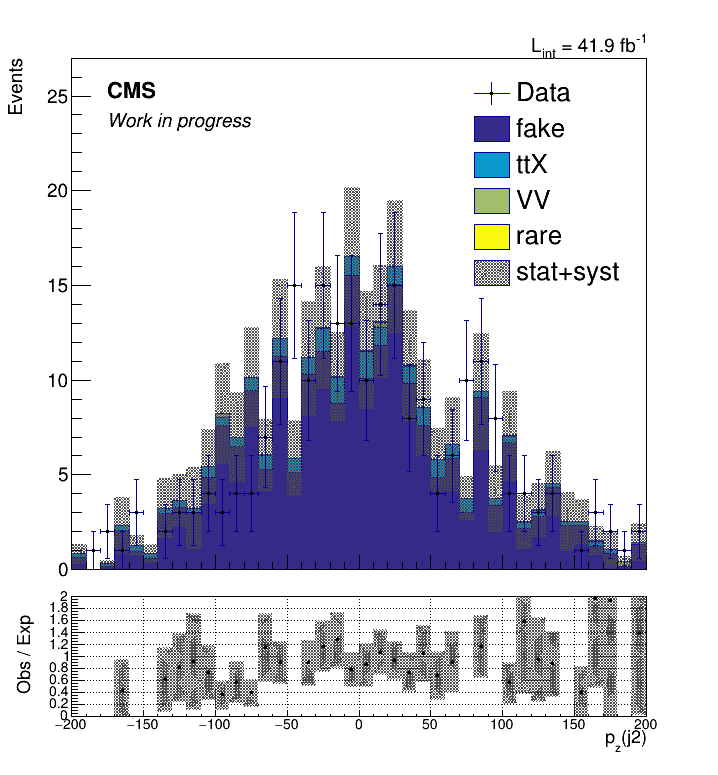 L_int = 41.9 fb^-1
Events
CMS
Work in progress
Data
fake
ttX
VV
rare
stat+syst
25
20
15
10
5
0
Obs / Exp
2
1.8
1.6
1.4
1.2
1
0.8
0.6
0.4
0.2
0
−200 −150 −100 −50 0 50 100 150 200
p_z(j2)